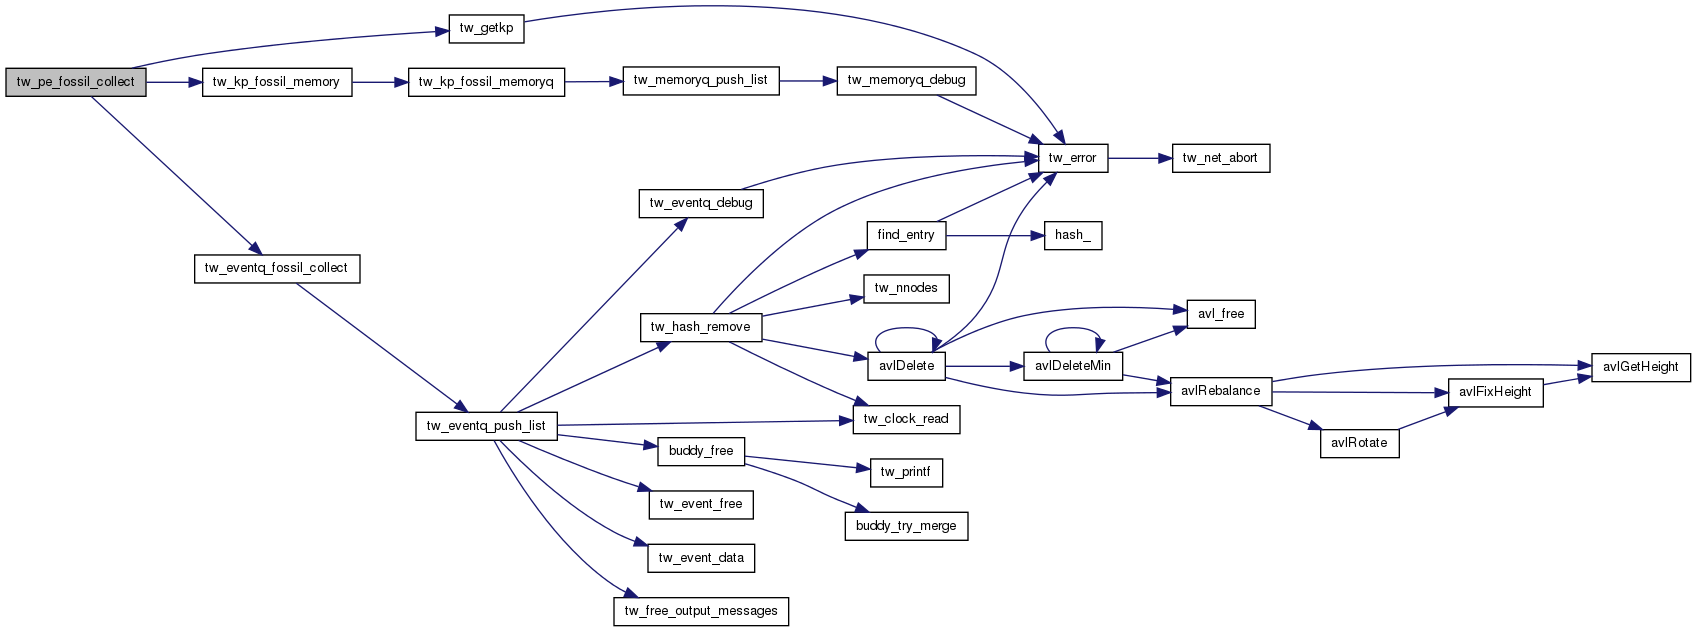 tw_getkp
tw_pe_fossil_collect
tw_kp_fossil_memory
tw_kp_fossil_memoryq
tw_memoryq_push_list
tw_memoryq_debug
tw_error
tw_net_abort
tw_eventq_debug
find_entry
hash_
tw_eventq_fossil_collect
tw_nnodes
avl_free
tw_hash_remove
avlDelete
avlDeleteMin
avlGetHeight
avlRebalance
avlFixHeight
tw_eventq_push_list
tw_clock_read
avlRotate
buddy_free
tw_printf
tw_event_free
buddy_try_merge
tw_event_data
tw_free_output_messages